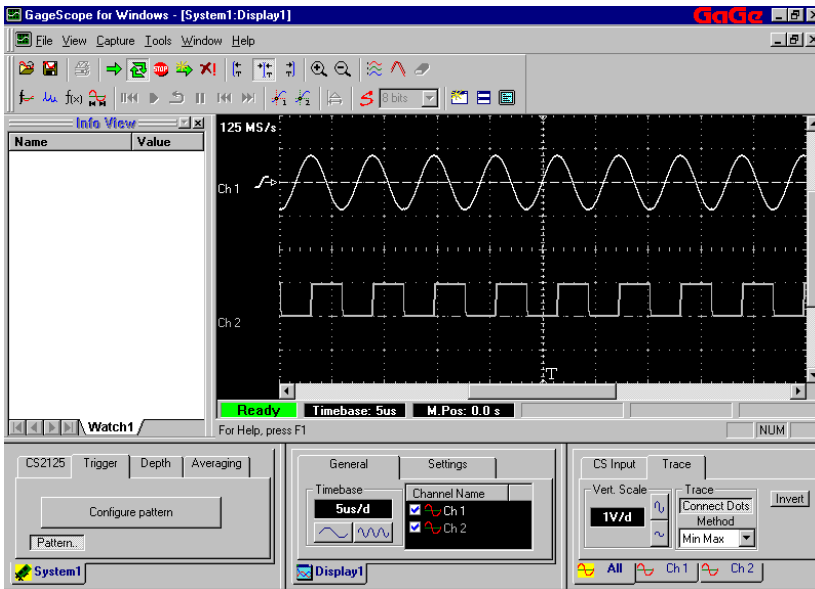 GageScope for Windows - [System1:Display1]
GaGe
File View Capture Tools Window Help
STOP
f(x)
8 bits
Info View
Name Value
125 MS/s
Ch 1
Ch 2
T
Ready Timebase: 5us M.Pos: 0.0 s
Watch1
For Help, press F1
NUM
CS2125 Trigger Depth Averaging
Configure pattern
Pattern..
System1
General Settings
Timebase
5us/d
Channel Name
Ch 1
Ch 2
Display1
CS Input Trace
Vert. Scale
1V/d
Trace
Connect Dots
Method
Min Max
Invert
All Ch 1 Ch 2